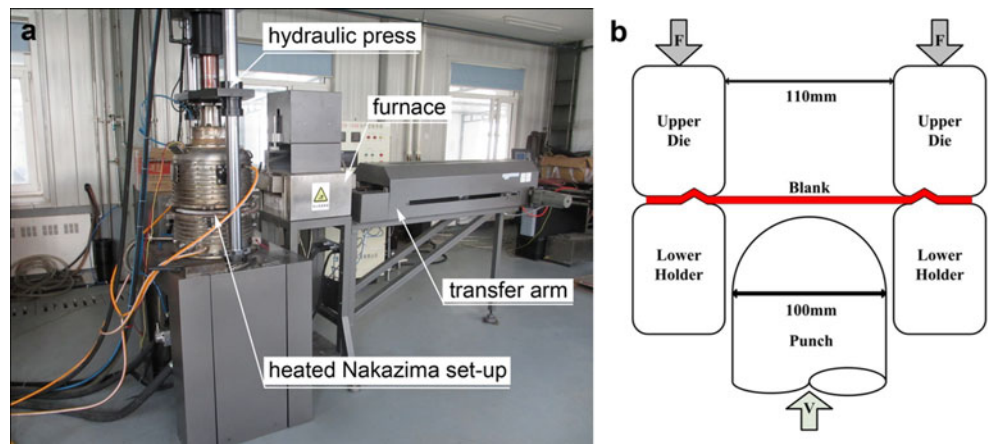 a
hydraulic press
furnace
transfer arm
heated Nakazima set-up
b
F
F
110mm
Upper
Die
Upper
Die
Blank
Lower
Holder
Lower
Holder
100mm
Punch
V